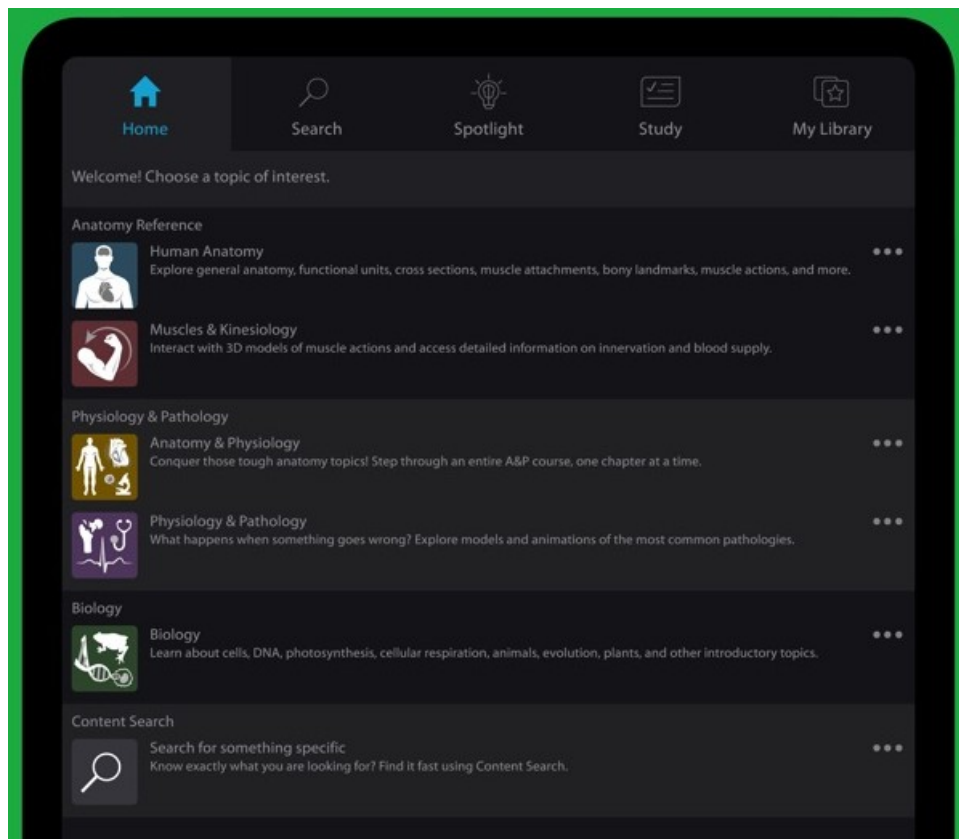 Home
Search
Spotlight
Study
My Library
Welcome! Choose a topic of interest.
Anatomy Reference
Human Anatomy
Explore general anatomy, functional units, cross sections, muscle attachments, bony landmarks, muscle actions, and more.
Muscles & Kinesiology
Interact with 3D models of muscle actions and access detailed information on innervation and blood supply.
Physiology & Pathology
Anatomy & Physiology
Conquer those tough anatomy topics! Step through an entire A&P course, one chapter at a time.
Physiology & Pathology
What happens when something goes wrong? Explore models and animations of the most common pathologies.
Biology
Biology
Learn about cells, DNA, photosynthesis, cellular respiration, animals, evolution, plants, and other introductory topics.
Content Search
Search for something specific
Know exactly what you are looking for? Find it fast using Content Search.